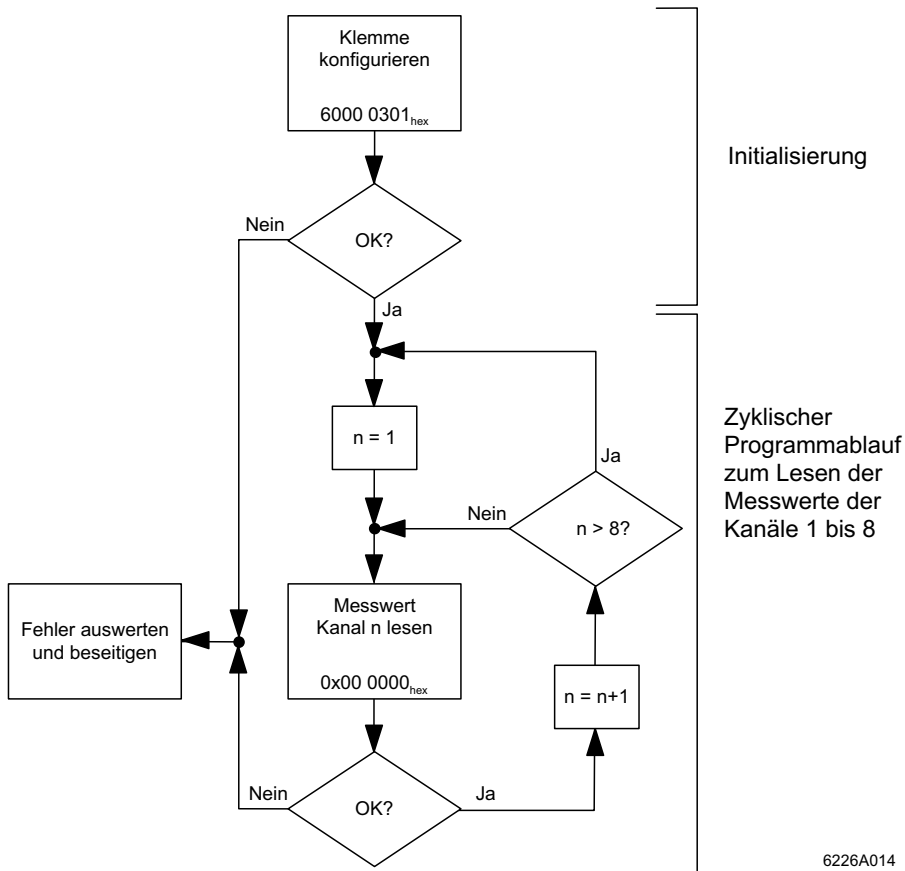 Klemme
konfigurieren
6000 0301hex
Initialisierung
Nein
OK?
Ja
n = 1
Zyklischer
Programmablauf
zum Lesen der
Messwerte der
Kanäle 1 bis 8
Ja
Nein
n > 8?
Messwert
Kanal n lesen
0x00 0000hex
Fehler auswerten
und beseitigen
n = n+1
Nein
OK?
Ja
6226A014